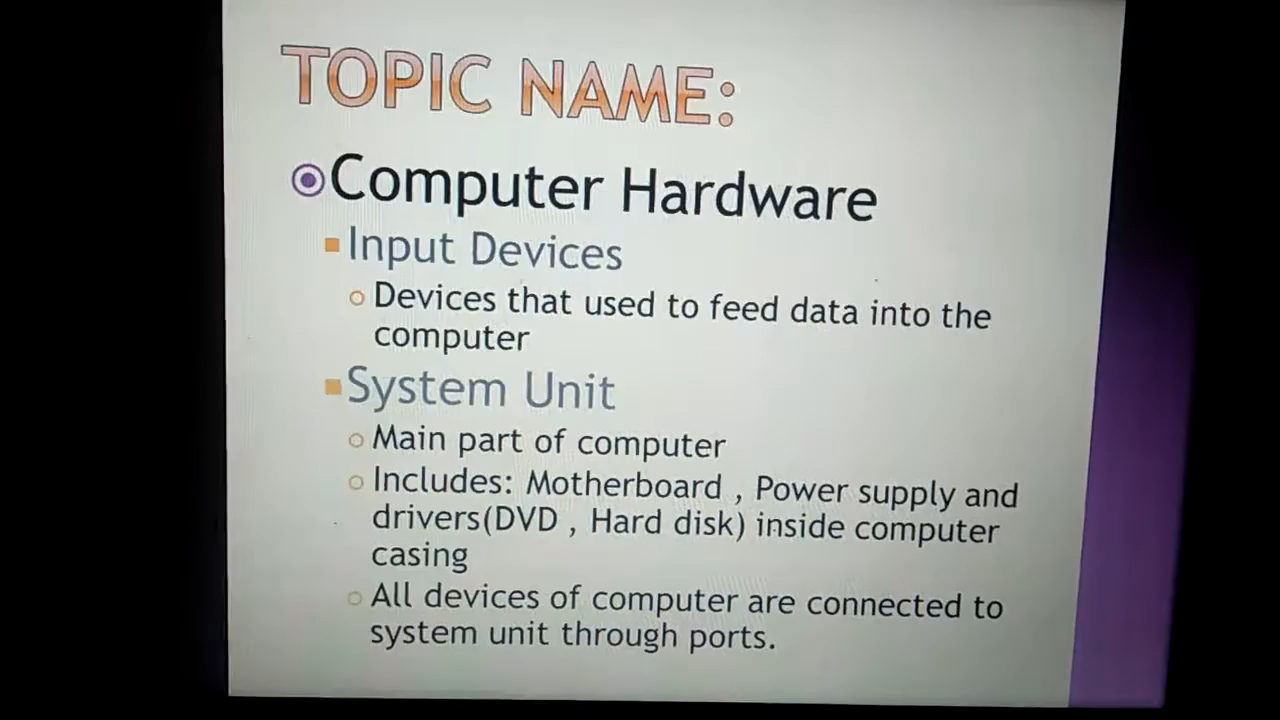 TOPIC NAME:
Computer Hardware
Input Devices
Devices that used to feed data into the
computer
System Unit
Main part of computer
Includes: Motherboard , Power supply and
drivers(DVD , Hard disk) inside computer
casing
All devices of computer are connected to
system unit through ports.